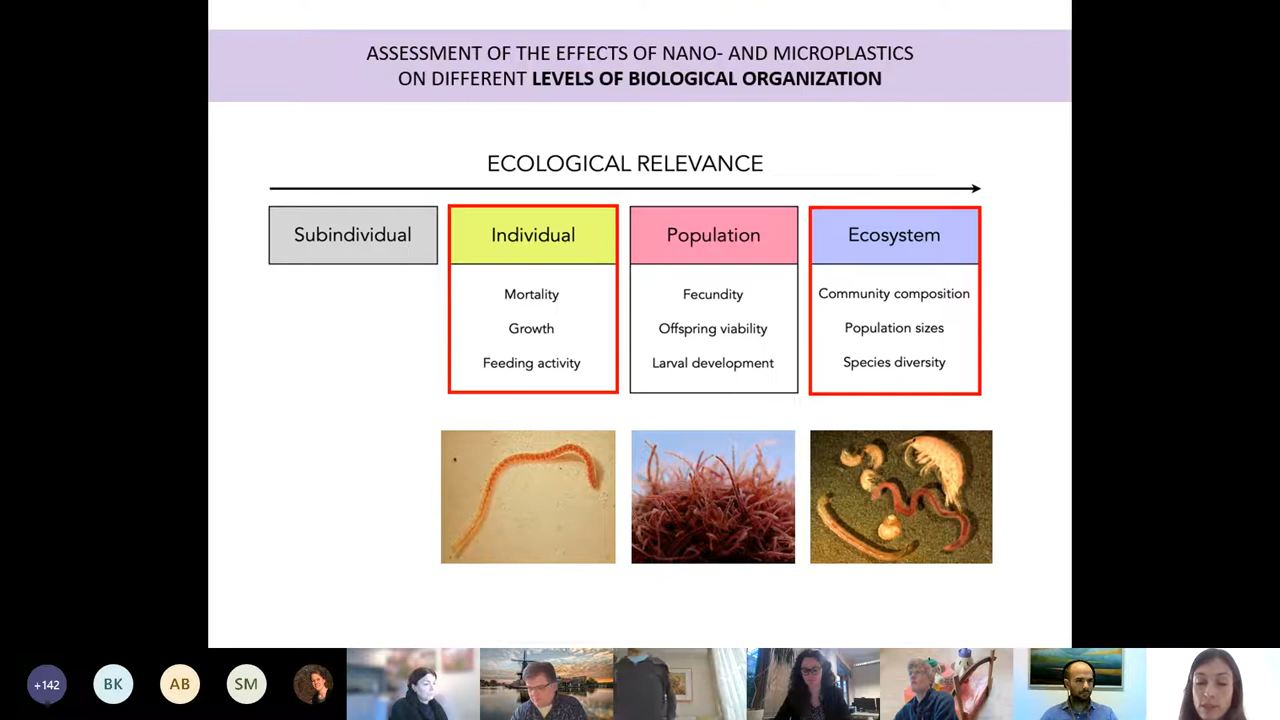 ASSESSMENT OF THE EFFECTS OF NANO- AND MICROPLASTICS
ON DIFFERENT LEVELS OF BIOLOGICAL ORGANIZATION
ECOLOGICAL RELEVANCE
Subindividual
Individual
Mortality
Growth
Feeding activity
Population
Fecundity
Offspring viability
Larval development
Ecosystem
Community composition
Population sizes
Species diversity
+142
BK
AB
SM